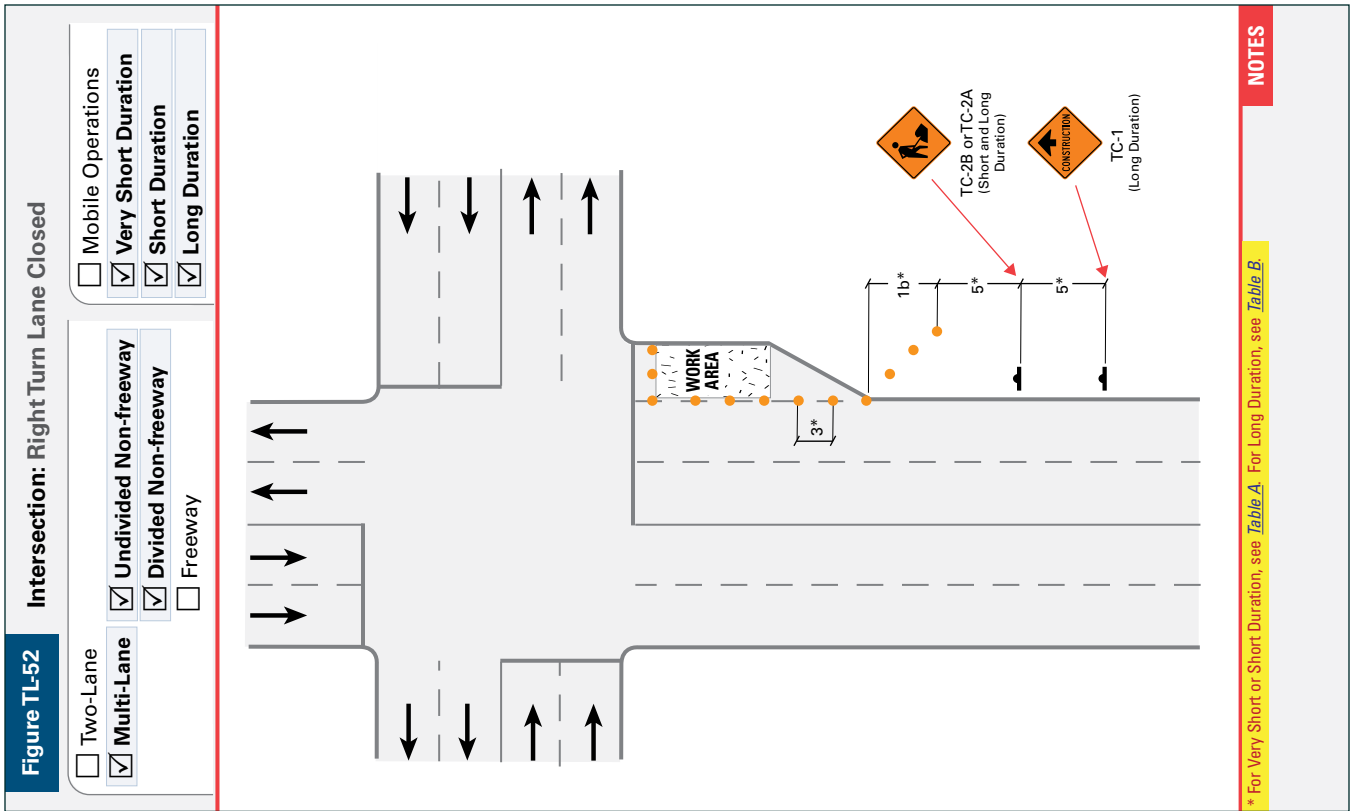 Figure TL-52
Intersection: Right Turn Lane Closed
Two-Lane
Multi-Lane
Undivided Non-freeway
Divided Non-freeway
Freeway
Mobile Operations
Very Short Duration
Short Duration
Long Duration
WORK
AREA
3*
1b*
5*
5*
TC-2B or TC-2A
(Short and Long
Duration)
CONSTRUCTION
TC-1
(Long Duration)
NOTES
* For Very Short or Short Duration, see Table A. For Long Duration, see Table B.